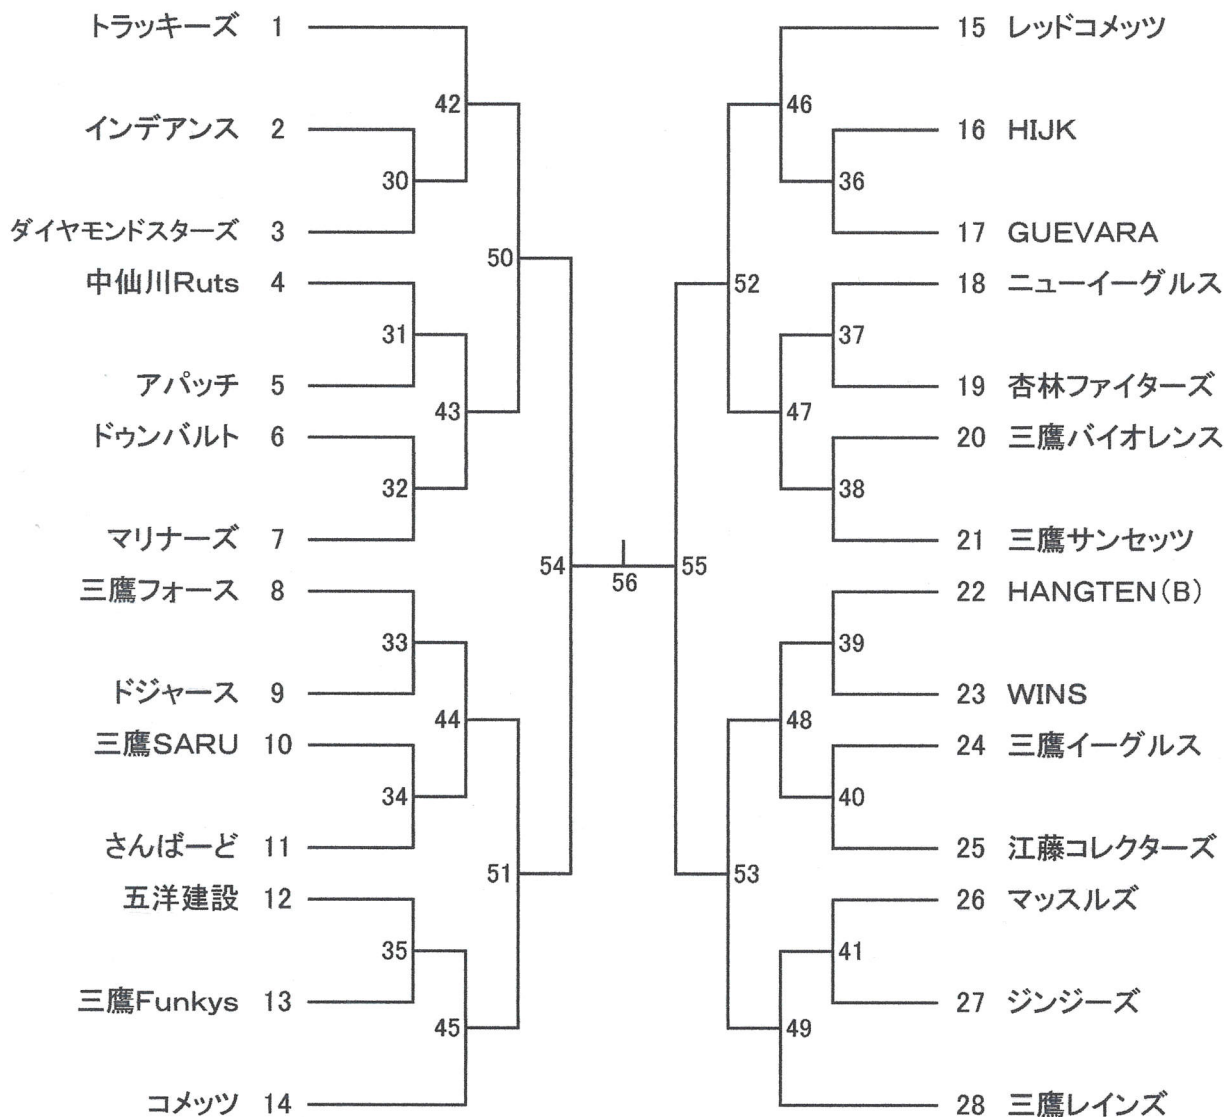 トラッキーズ 1
インデアンス 2
ダイヤモンドスターズ 3
中仙川Ruts 4
アパッチ 5
ドゥンバルト 6
マリナーズ 7
三鷹フォース 8
ドジャース 9
三鷹SARU 10
さんばーど 11
五洋建設 12
三鷹Funkys 13
コメッツ 14
30
31
32
33
34
35
42
43
44
45
50
51
54
56
55
52
53
46
47
48
49
36
37
38
39
40
41
15 レッドコメッツ
16 HIJK
17 GUEVARA
18 ニューイーグルス
19 杏林ファイターズ
20 三鷹バイオレンス
21 三鷹サンセッツ
22 HANGTEN(B)
23 WINS
24 三鷹イーグルス
25 江藤コレクターズ
26 マッスルズ
27 ジンジーズ
28 三鷹レインズ